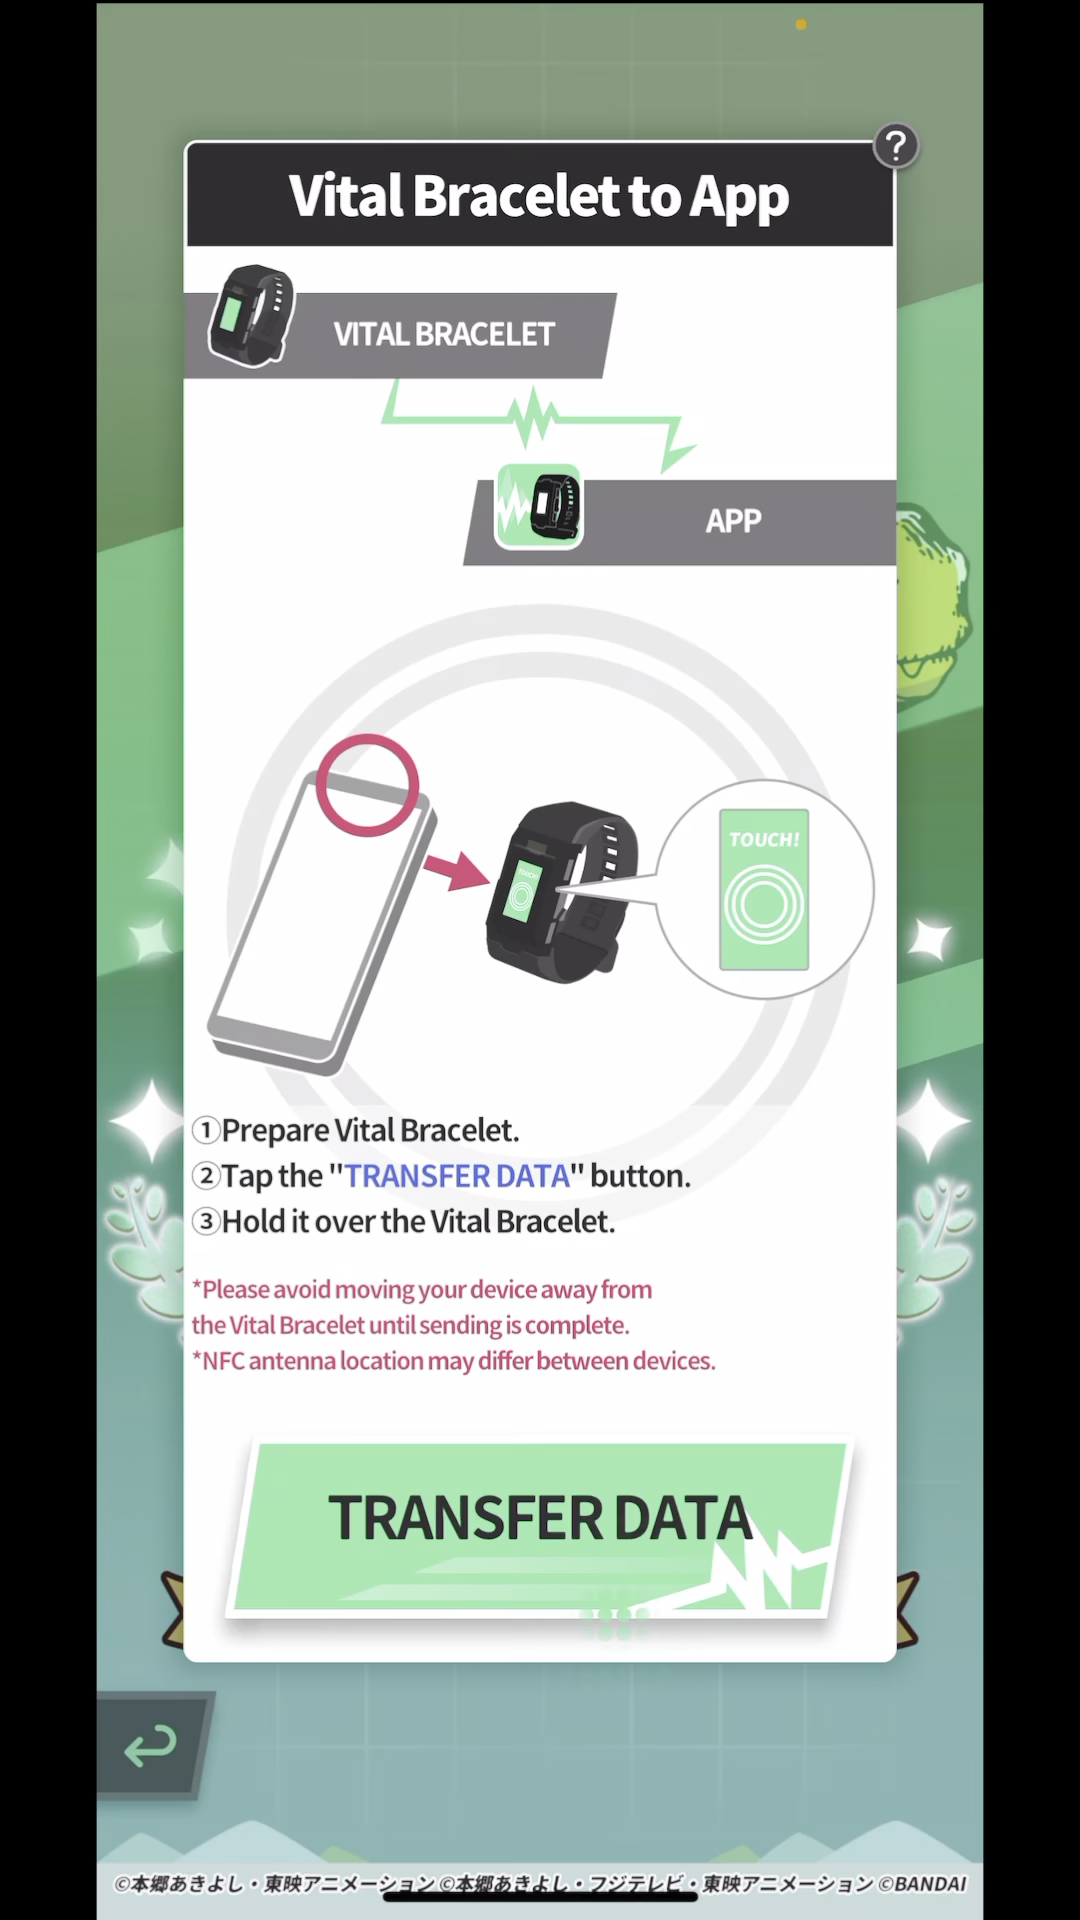 ?
Vital Bracelet to App
VITAL BRACELET
APP
TOUCH!
TOUCH!
①Prepare Vital Bracelet.
②Tap the "TRANSFER DATA" button.
③Hold it over the Vital Bracelet.
*Please avoid moving your device away from
the Vital Bracelet until sending is complete.
*NFC antenna location may differ between devices.
TRANSFER DATA
©本郷あきよし・東映アニメーション ©本郷あきよし・フジテレビ・東映アニメーション ©BANDAI